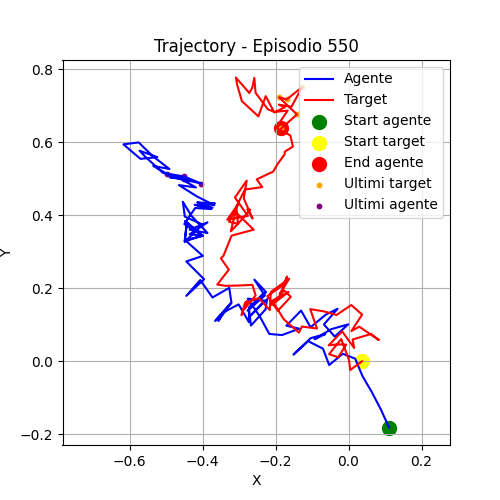 Trajectory - Episodio 550
Agente
Target
Start agente
Start target
End agente
Ultimi target
Ultimi agente
0.8
0.6
0.4
0.2
0.0
−0.2
Y
−0.6
−0.4
−0.2
0.0
0.2
X